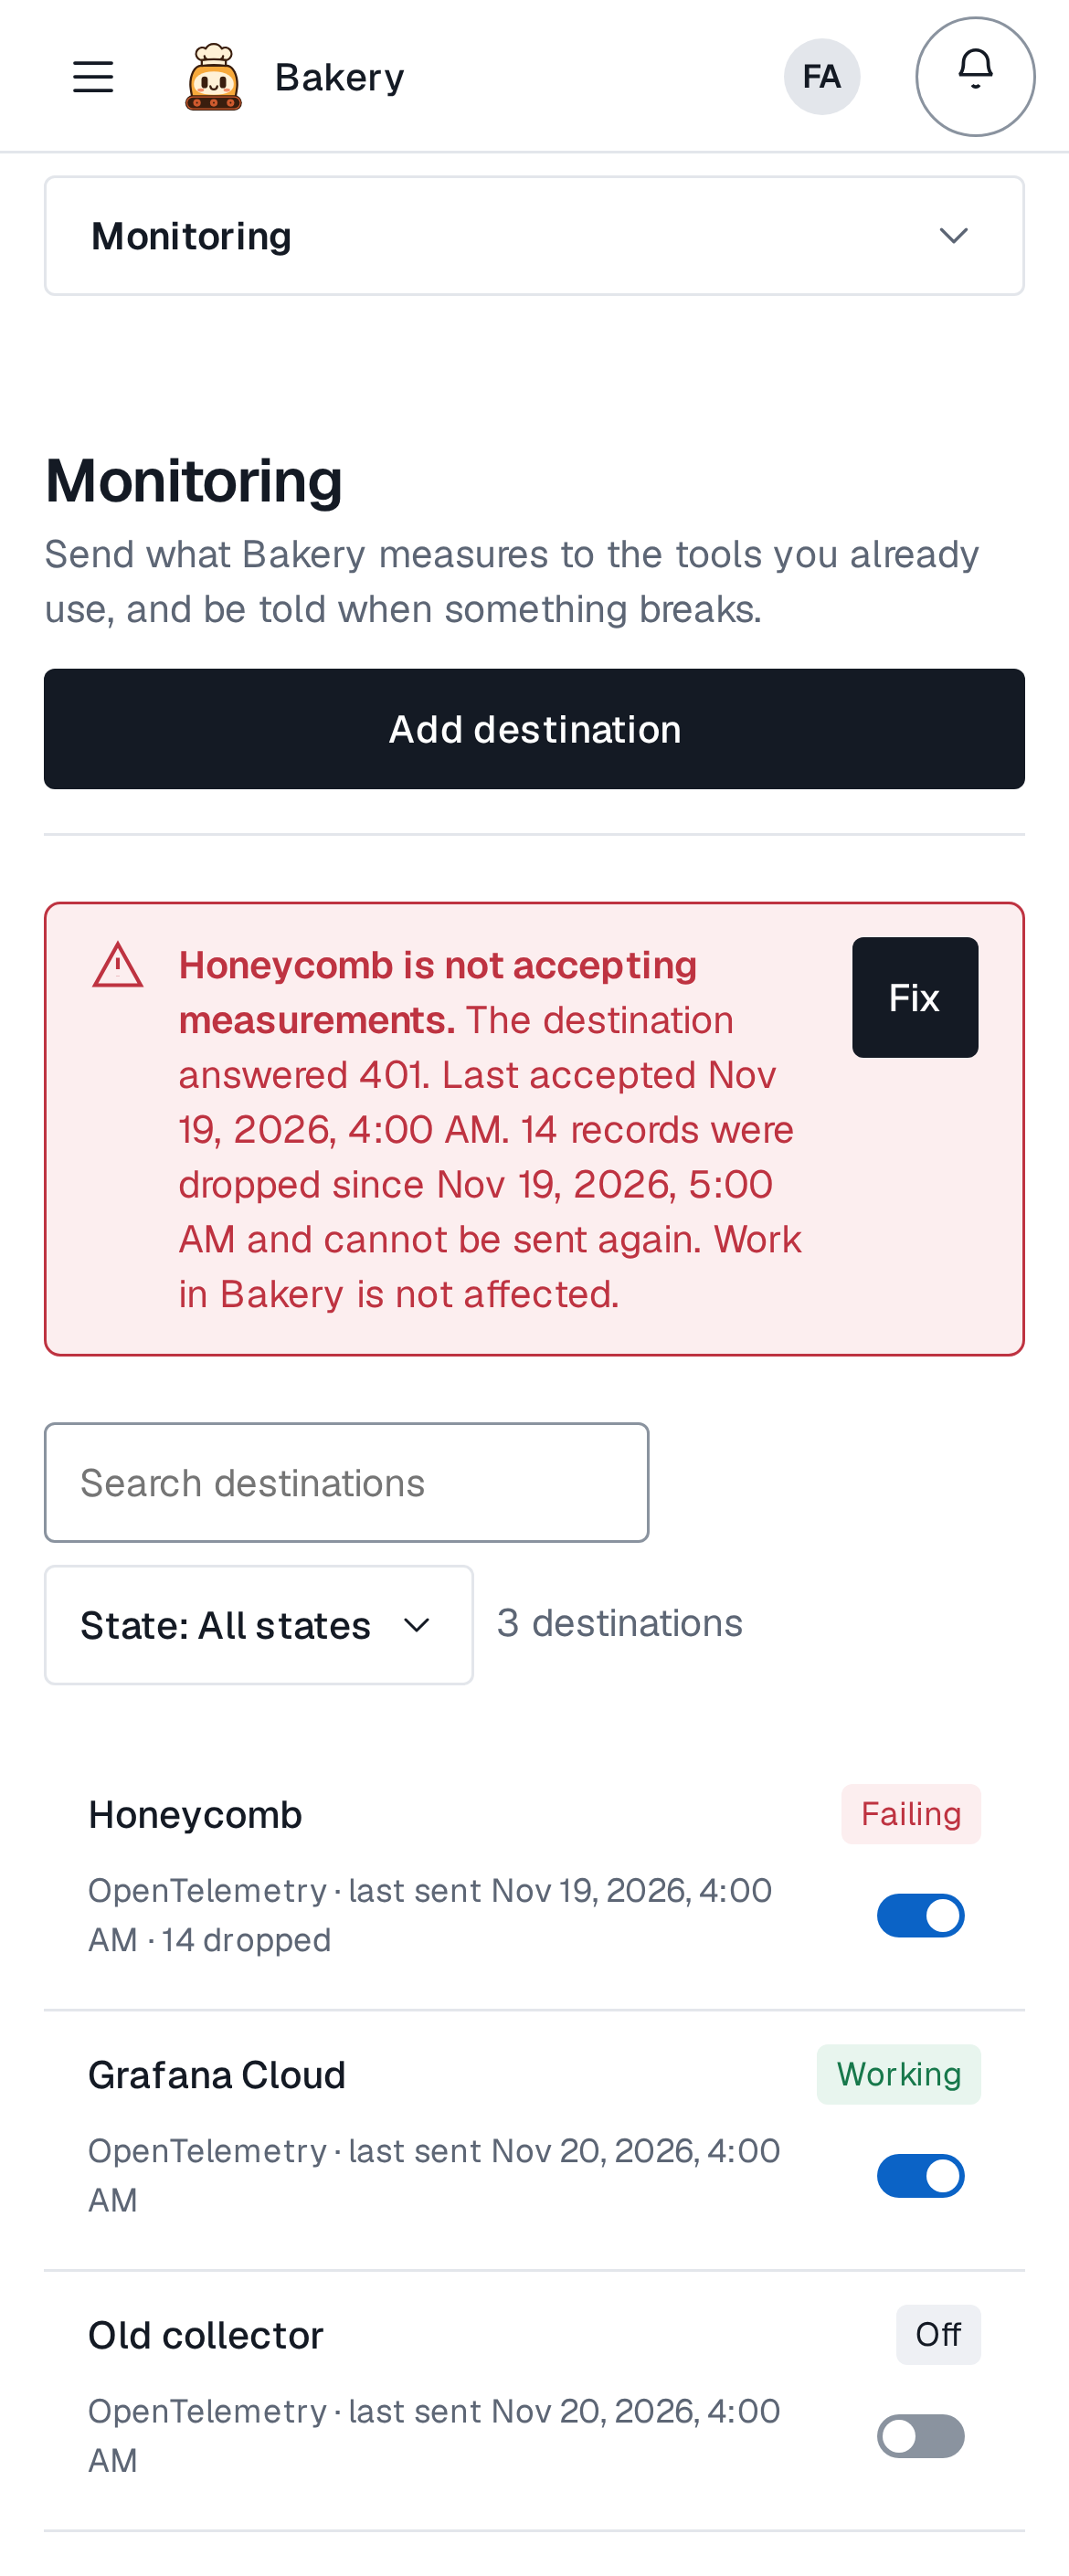 Bakery
FA
Monitoring
Monitoring
Send what Bakery measures to the tools you already
use, and be told when something breaks.
Add destination
Honeycomb is not accepting
measurements. The destination
answered 401. Last accepted Nov
19, 2026, 4:00 AM. 14 records were
dropped since Nov 19, 2026, 5:00
AM and cannot be sent again. Work
in Bakery is not affected.
Fix
Search destinations
State: All states
3 destinations
Honeycomb
Failing
OpenTelemetry · last sent Nov 19, 2026, 4:00
AM · 14 dropped
Grafana Cloud
Working
OpenTelemetry · last sent Nov 20, 2026, 4:00
AM
Old collector
Off
OpenTelemetry · last sent Nov 20, 2026, 4:00
AM